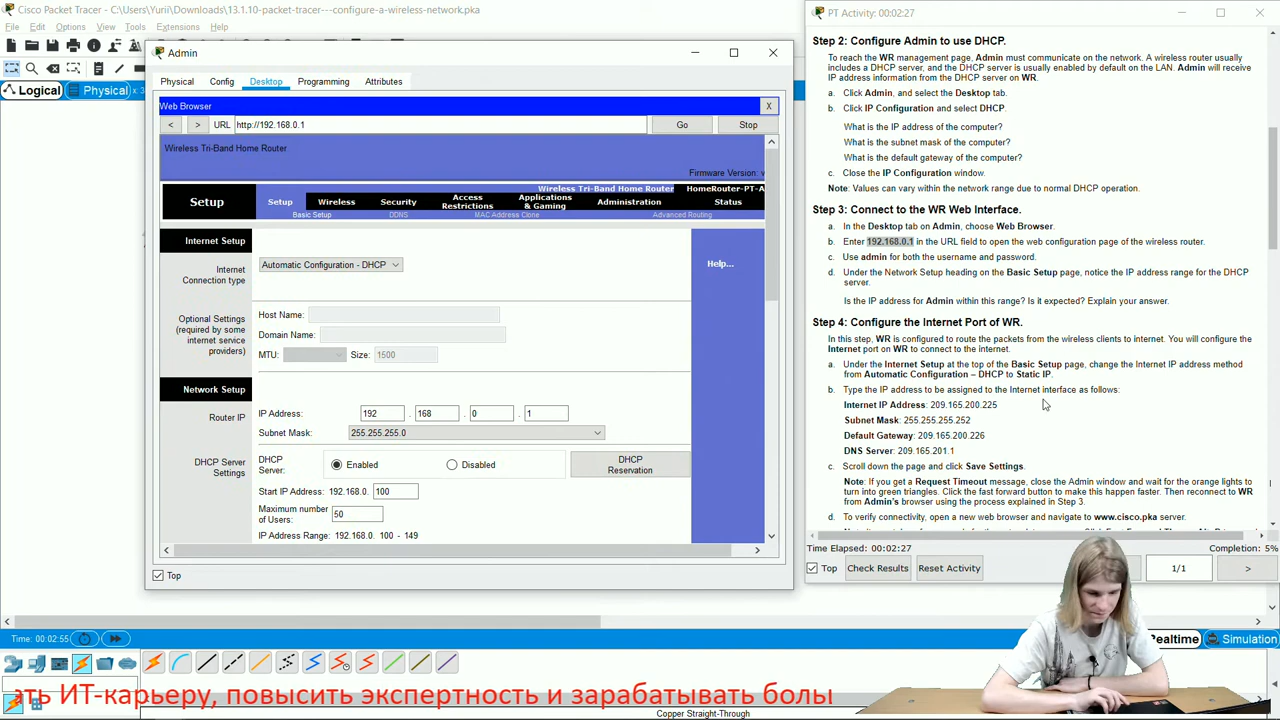 Cisco Packet Tracer - C:\Users\Yurii\Downloads\13.1.10-packet-tracer---configure-a-wireless-network.pka
File Edit Options View Tools Extensions Help
Logical Physical x: 3
Admin
Physical Config Desktop Programming Attributes
Web Browser X
< > URL http://192.168.0.1 Go Stop
Wireless Tri-Band Home Router
Firmware Version: v
Wireless Tri-Band Home Router HomeRouter-PT-A
Setup
Setup Wireless Security Access Restrictions Applications & Gaming Administration Status
Basic Setup DDNS MAC Address Clone Advanced Routing
Internet Setup
Internet Connection type
Automatic Configuration - DHCP
Help...
Optional Settings (required by some internet service providers)
Host Name:
Domain Name:
MTU: Size: 1500
Network Setup
Router IP
IP Address: 192 . 168 . 0 . 1
Subnet Mask: 255.255.255.0
DHCP Server Settings
DHCP Server: Enabled Disabled DHCP Reservation
Start IP Address: 192.168.0. 100
Maximum number of Users: 50
IP Address Range: 192.168.0. 100 - 149
Top
PT Activity: 00:02:27
Step 2: Configure Admin to use DHCP.
To reach the WR management page, Admin must communicate on the network. A wireless router usually
includes a DHCP server, and the DHCP server is usually enabled by default on the LAN. Admin will receive
IP address information from the DHCP server on WR.
a. Click Admin, and select the Desktop tab.
b. Click IP Configuration and select DHCP.
What is the IP address of the computer?
What is the subnet mask of the computer?
What is the default gateway of the computer?
c. Close the IP Configuration window.
Note: Values can vary within the network range due to normal DHCP operation.
Step 3: Connect to the WR Web Interface.
a. In the Desktop tab on Admin, choose Web Browser.
b. Enter 192.168.0.1 in the URL field to open the web configuration page of the wireless router.
c. Use admin for both the username and password.
d. Under the Network Setup heading on the Basic Setup page, notice the IP address range for the DHCP
server.
Is the IP address for Admin within this range? Is it expected? Explain your answer.
Step 4: Configure the Internet Port of WR.
In this step, WR is configured to route the packets from the wireless clients to internet. You will configure the
Internet port on WR to connect to the internet.
a. Under the Internet Setup at the top of the Basic Setup page, change the Internet IP address method
from Automatic Configuration – DHCP to Static IP.
b. Type the IP address to be assigned to the Internet interface as follows:
Internet IP Address: 209.165.200.225
Subnet Mask: 255.255.255.252
Default Gateway: 209.165.200.226
DNS Server: 209.165.201.1
c. Scroll down the page and click Save Settings.
Note: If you get a Request Timeout message, close the Admin window and wait for the orange lights to
turn into green triangles. Click the fast forward button to make this happen faster. Then reconnect to WR
from Admin's browser using the process explained in Step 3.
d. To verify connectivity, open a new web browser and navigate to www.cisco.pka server.
Time Elapsed: 00:02:27 Completion: 5%
Top Check Results Reset Activity 1/1 >
Time: 00:02:55
Realtime Simulation
ать ИТ-карьеру, повысить экспертность и зарабатывать болы
Copper Straight-Through